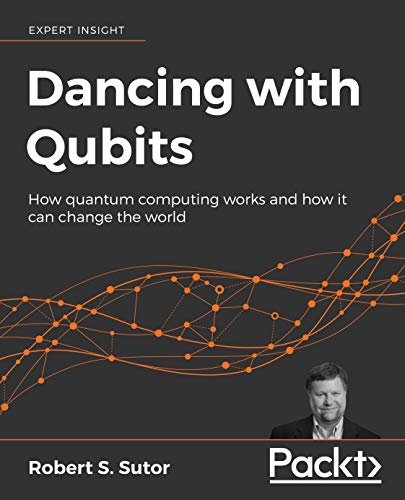 EXPERT INSIGHT
Dancing with
Qubits
How quantum computing works and how it
can change the world
Robert S. Sutor
Packt>